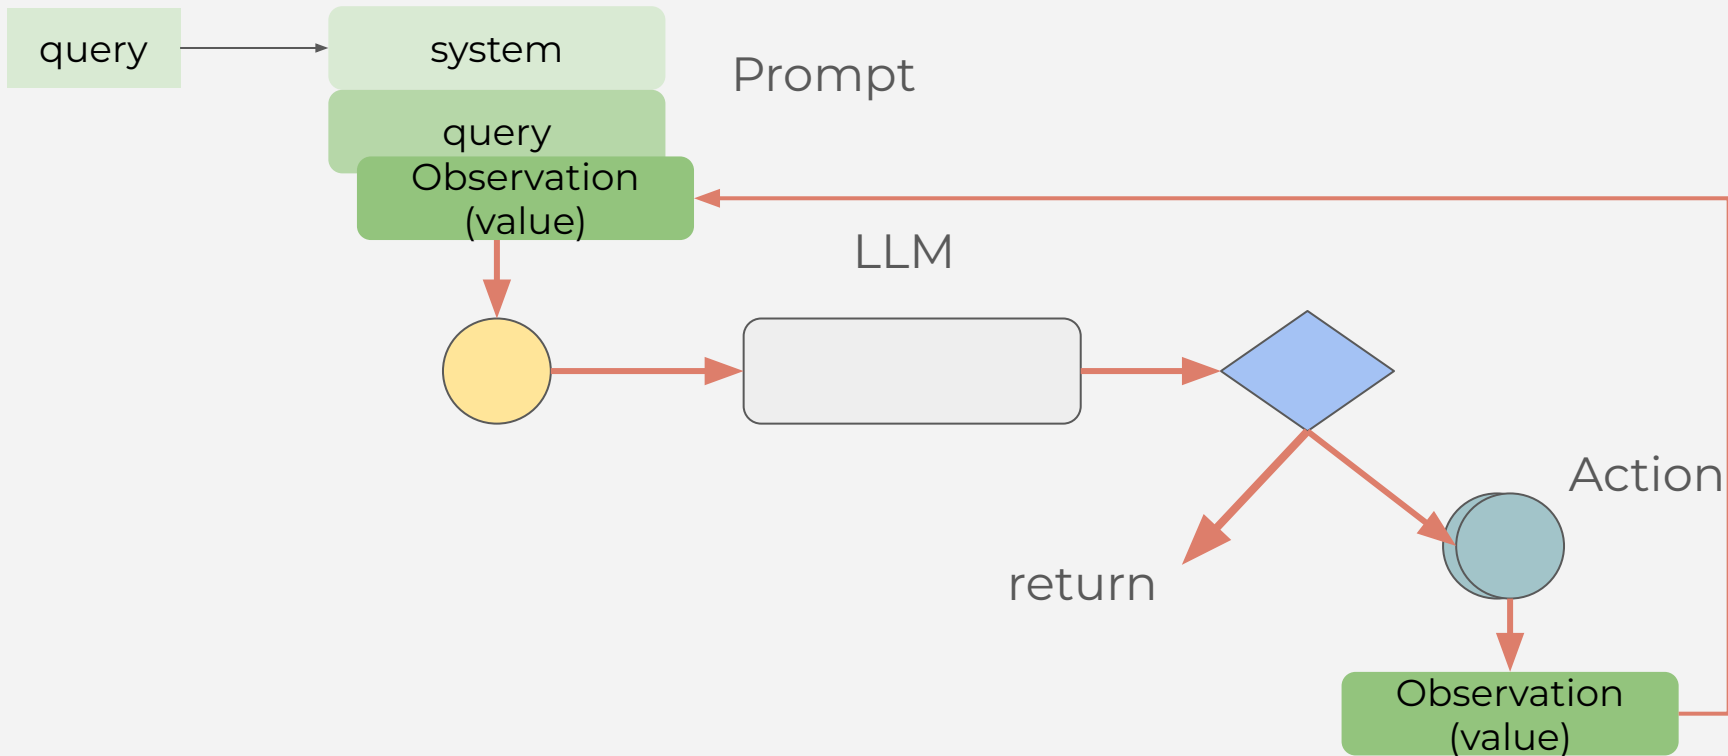 query
system
Prompt
query
Observation
(value)
LLM
Action
return
Observation
(value)